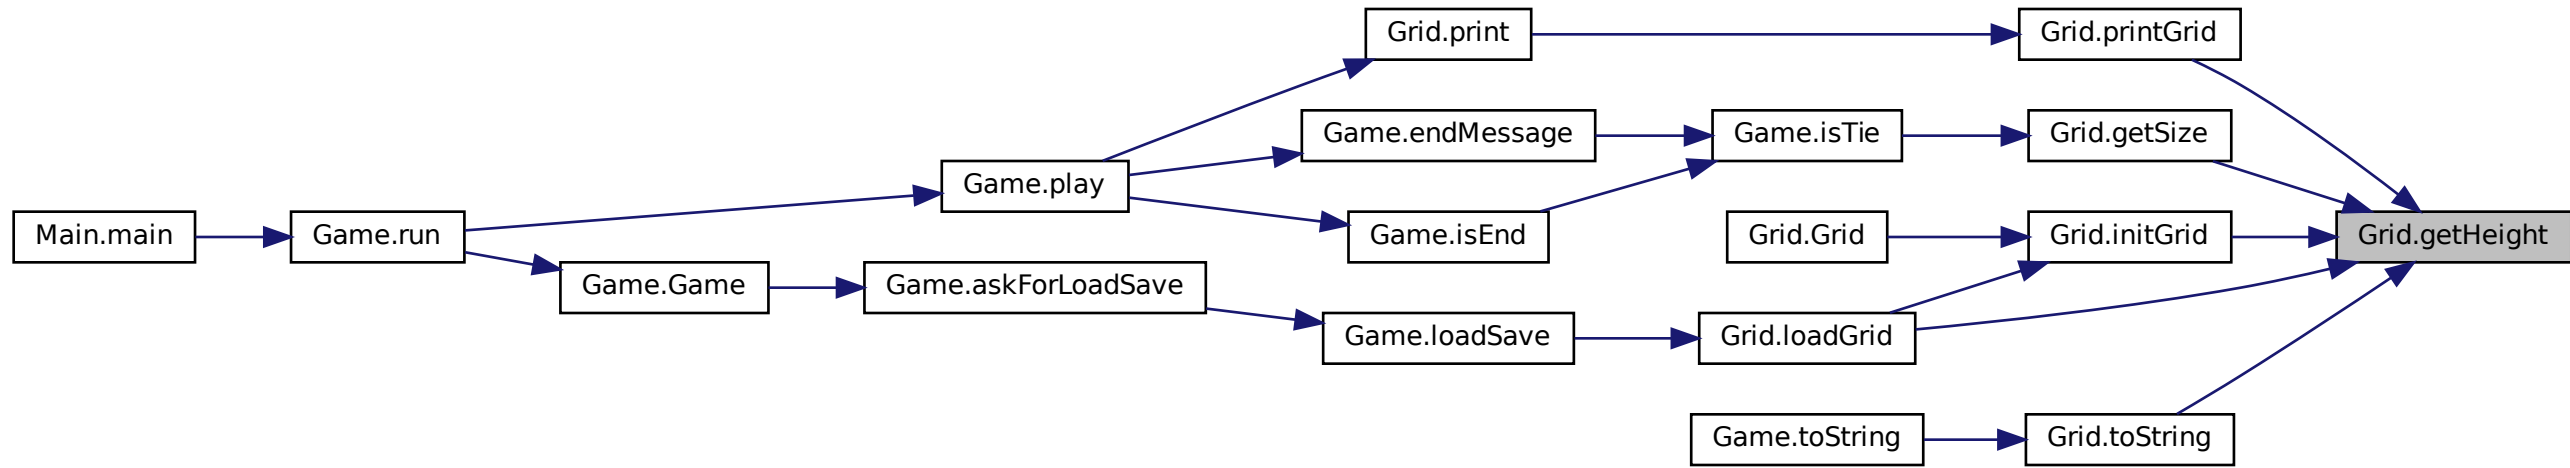 Grid.print
Grid.printGrid
Game.endMessage
Game.isTie
Grid.getSize
Game.play
Main.main
Game.run
Game.isEnd
Grid.Grid
Grid.initGrid
Grid.getHeight
Game.Game
Game.askForLoadSave
Game.loadSave
Grid.loadGrid
Game.toString
Grid.toString